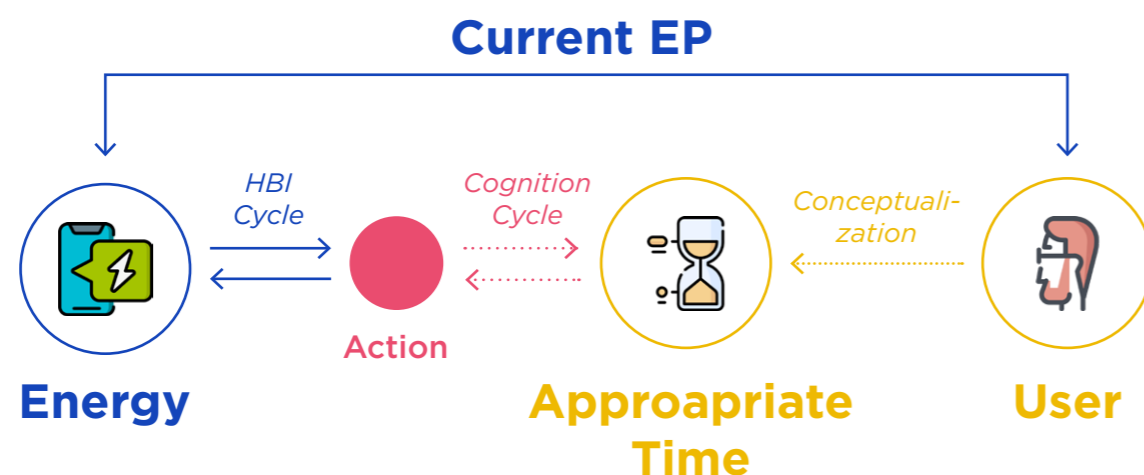 Current EP
HBI
Cycle
Cognition
Cycle
Conceptuali-
zation
Action
Energy
Approapriate
Time
User